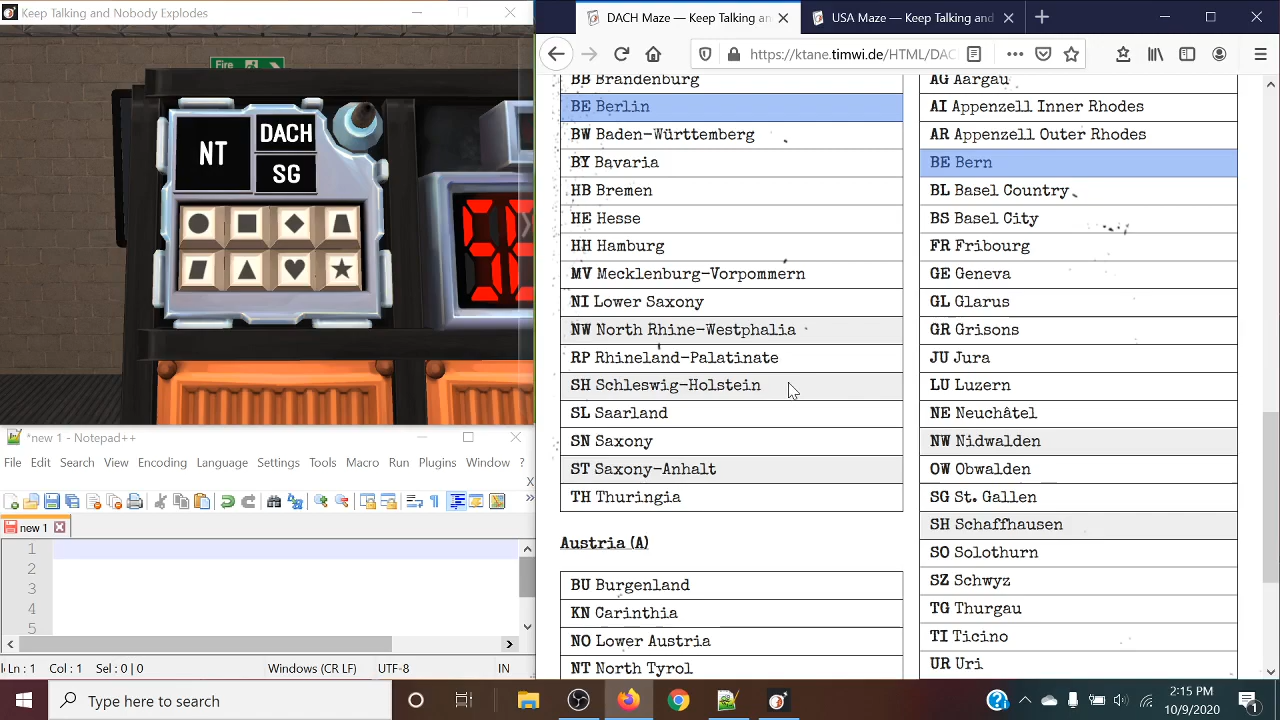 Keep Talking and Nobody Explodes
Fire
NT
DACH
SG
*new 1 - Notepad++
File Edit Search View Encoding Language Settings Tools Macro Run Plugins Window ?
X
new 1
1
2
3
4
5
Ln : 1 Col : 1 Sel : 0 | 0 Windows (CR LF) UTF-8 IN
DACH Maze — Keep Talking an
USA Maze — Keep Talking and
https://ktane.timwi.de/HTML/DAC
BB Brandenburg
BE Berlin
BW Baden-Württemberg
BY Bavaria
HB Bremen
HE Hesse
HH Hamburg
MV Mecklenburg-Vorpommern
NI Lower Saxony
NW North Rhine-Westphalia
RP Rhineland-Palatinate
SH Schleswig-Holstein
SL Saarland
SN Saxony
ST Saxony-Anhalt
TH Thuringia
Austria (A)
BU Burgenland
KN Carinthia
NO Lower Austria
NT North Tyrol
AG Aargau
AI Appenzell Inner Rhodes
AR Appenzell Outer Rhodes
BE Bern
BL Basel Country
BS Basel City
FR Fribourg
GE Geneva
GL Glarus
GR Grisons
JU Jura
LU Luzern
NE Neuchâtel
NW Nidwalden
OW Obwalden
SG St. Gallen
SH Schaffhausen
SO Solothurn
SZ Schwyz
TG Thurgau
TI Ticino
UR Uri
Type here to search
2:15 PM
10/9/2020